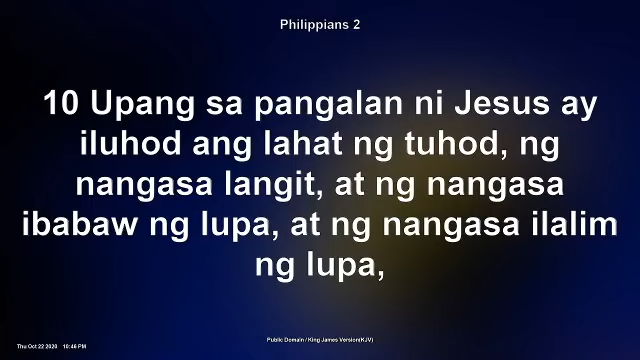 Philippians 2
10 Upang sa pangalan ni Jesus ay
iluhod ang lahat ng tuhod, ng
nangasa langit, at ng nangasa
ibabaw ng lupa, at ng nangasa ilalim
ng lupa,
Public Domain / King James Version(KJV)
Thu Oct 22 2020 10:46 PM